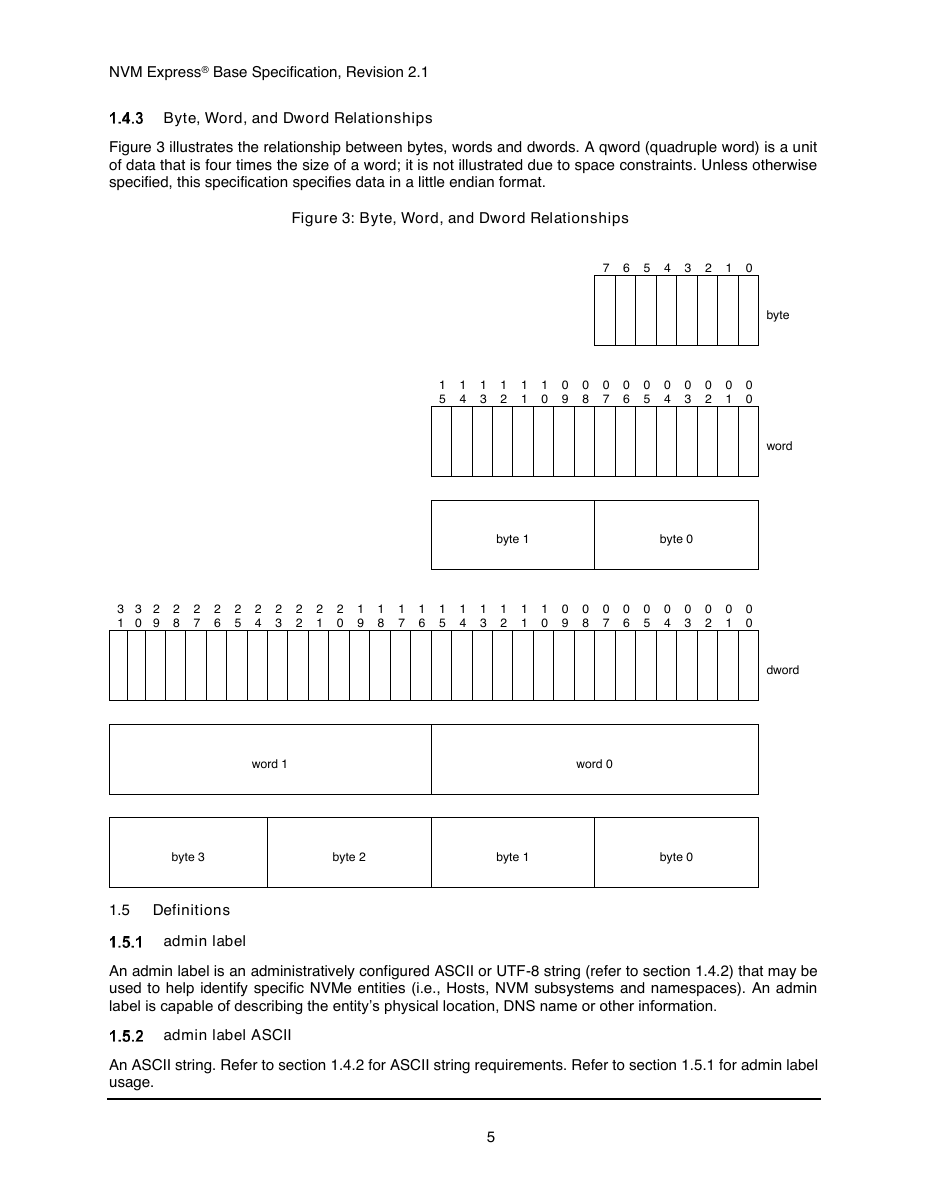 NVM Express® Base Specification, Revision 2.1
1.4.3 Byte, Word, and Dword Relationships
Figure 3 illustrates the relationship between bytes, words and dwords. A qword (quadruple word) is a unit
of data that is four times the size of a word; it is not illustrated due to space constraints. Unless otherwise
specified, this specification specifies data in a little endian format.
Figure 3: Byte, Word, and Dword Relationships
7 6 5 4 3 2 1 0
byte
1 1 1 1 1 1 0 0 0 0 0 0 0 0 0 0
5 4 3 2 1 0 9 8 7 6 5 4 3 2 1 0
word
byte 1 byte 0
3 3 2 2 2 2 2 2 2 2 2 2 1 1 1 1 1 1 1 1 1 1 0 0 0 0 0 0 0 0 0 0
1 0 9 8 7 6 5 4 3 2 1 0 9 8 7 6 5 4 3 2 1 0 9 8 7 6 5 4 3 2 1 0
dword
word 1 word 0
byte 3 byte 2 byte 1 byte 0
1.5 Definitions
1.5.1 admin label
An admin label is an administratively configured ASCII or UTF-8 string (refer to section 1.4.2) that may be
used to help identify specific NVMe entities (i.e., Hosts, NVM subsystems and namespaces). An admin
label is capable of describing the entity's physical location, DNS name or other information.
1.5.2 admin label ASCII
An ASCII string. Refer to section 1.4.2 for ASCII string requirements. Refer to section 1.5.1 for admin label
usage.
5